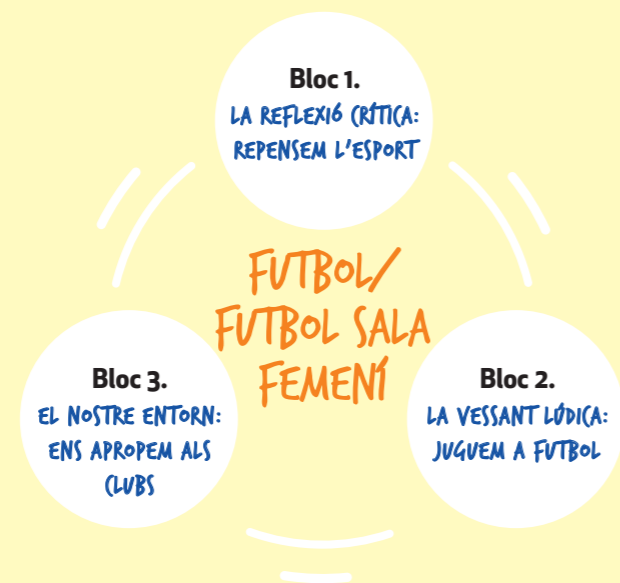 Bloc 1.
LA REFLEXIÓ CRÍTICA:
REPENSEM L'ESPORT
FUTBOL/
FUTBOL SALA
FEMENÍ
Bloc 3.
EL NOSTRE ENTORN:
ENS APROPEM ALS
CLUBS
Bloc 2.
LA VESSANT LÚDICA:
JUGUEM A FUTBOL